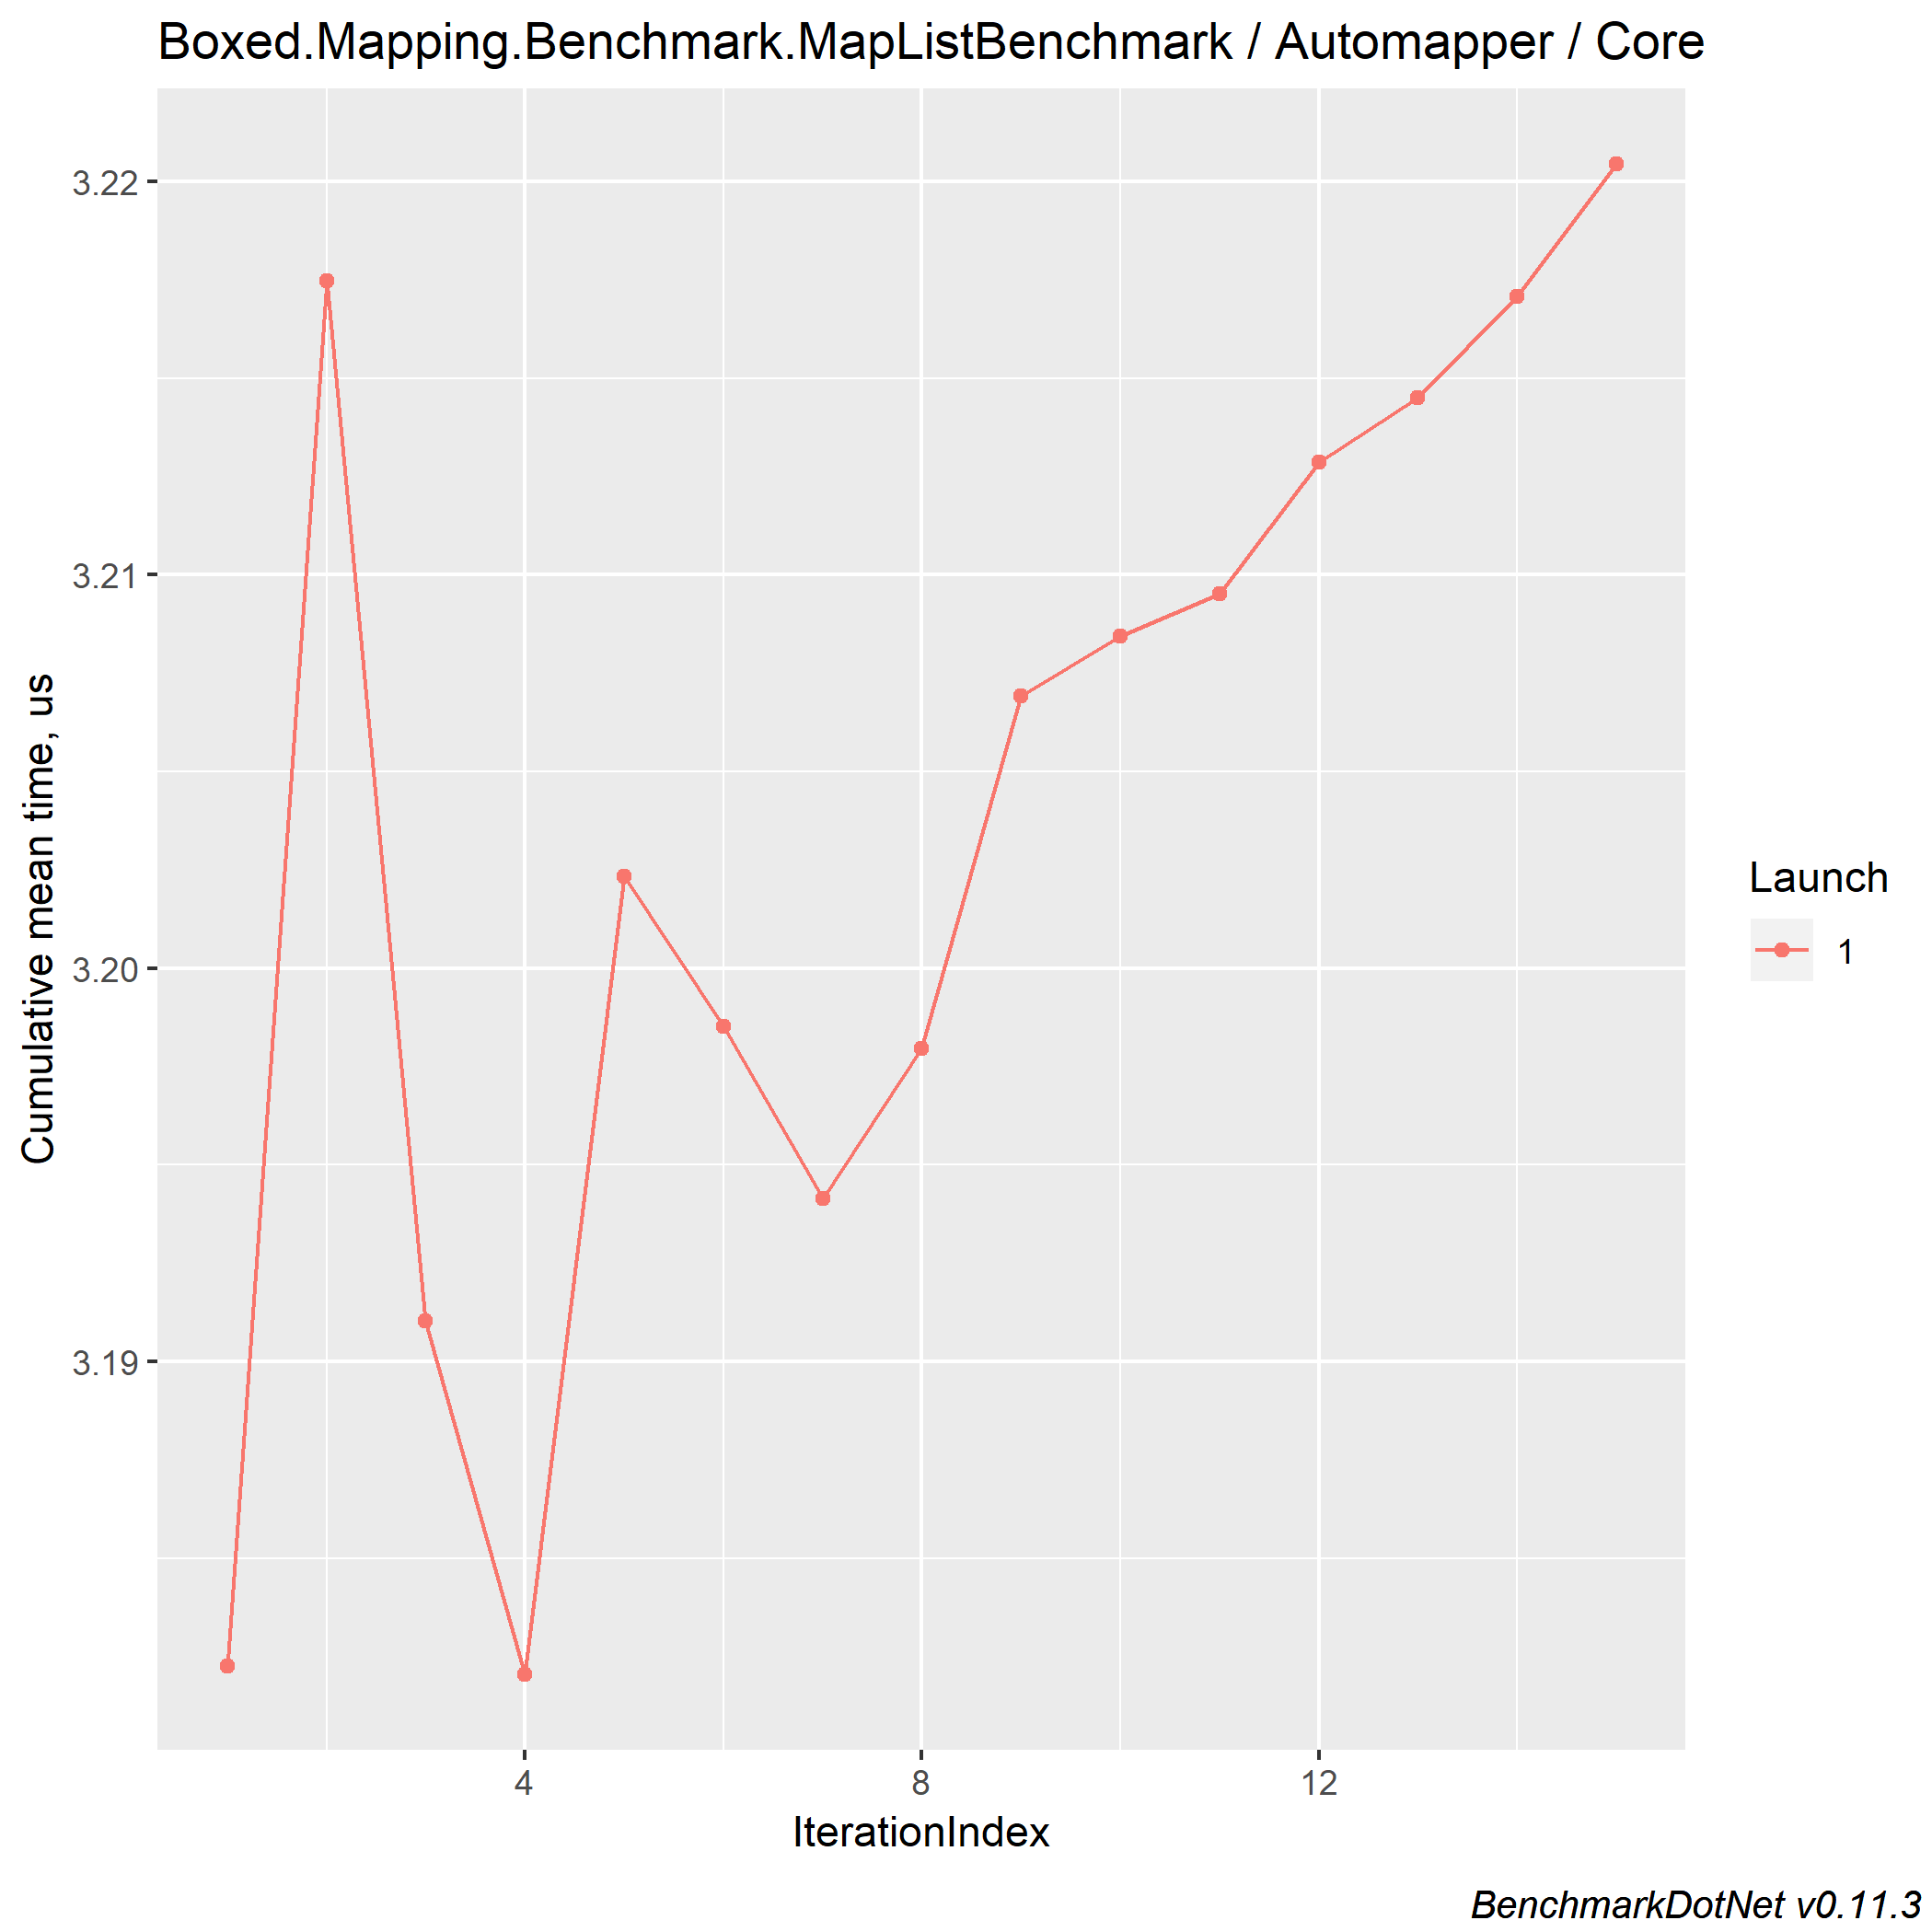 Boxed.Mapping.Benchmark.MapListBenchmark / Automapper / Core
Cumulative mean time, us
3.22
3.21
3.20
3.19
4
8
12
IterationIndex
Launch
1
BenchmarkDotNet v0.11.3